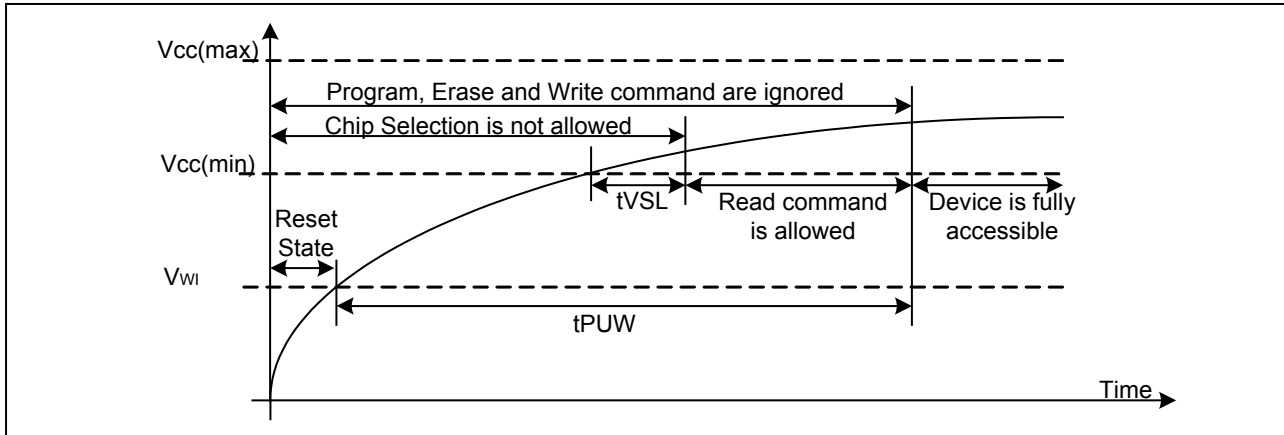 Vcc(max)
Program, Erase and Write command are ignored
Chip Selection is not allowed
Vcc(min)
tVSL
Read command
is allowed
Device is fully
accessible
Reset
State
VWI
tPUW
Time